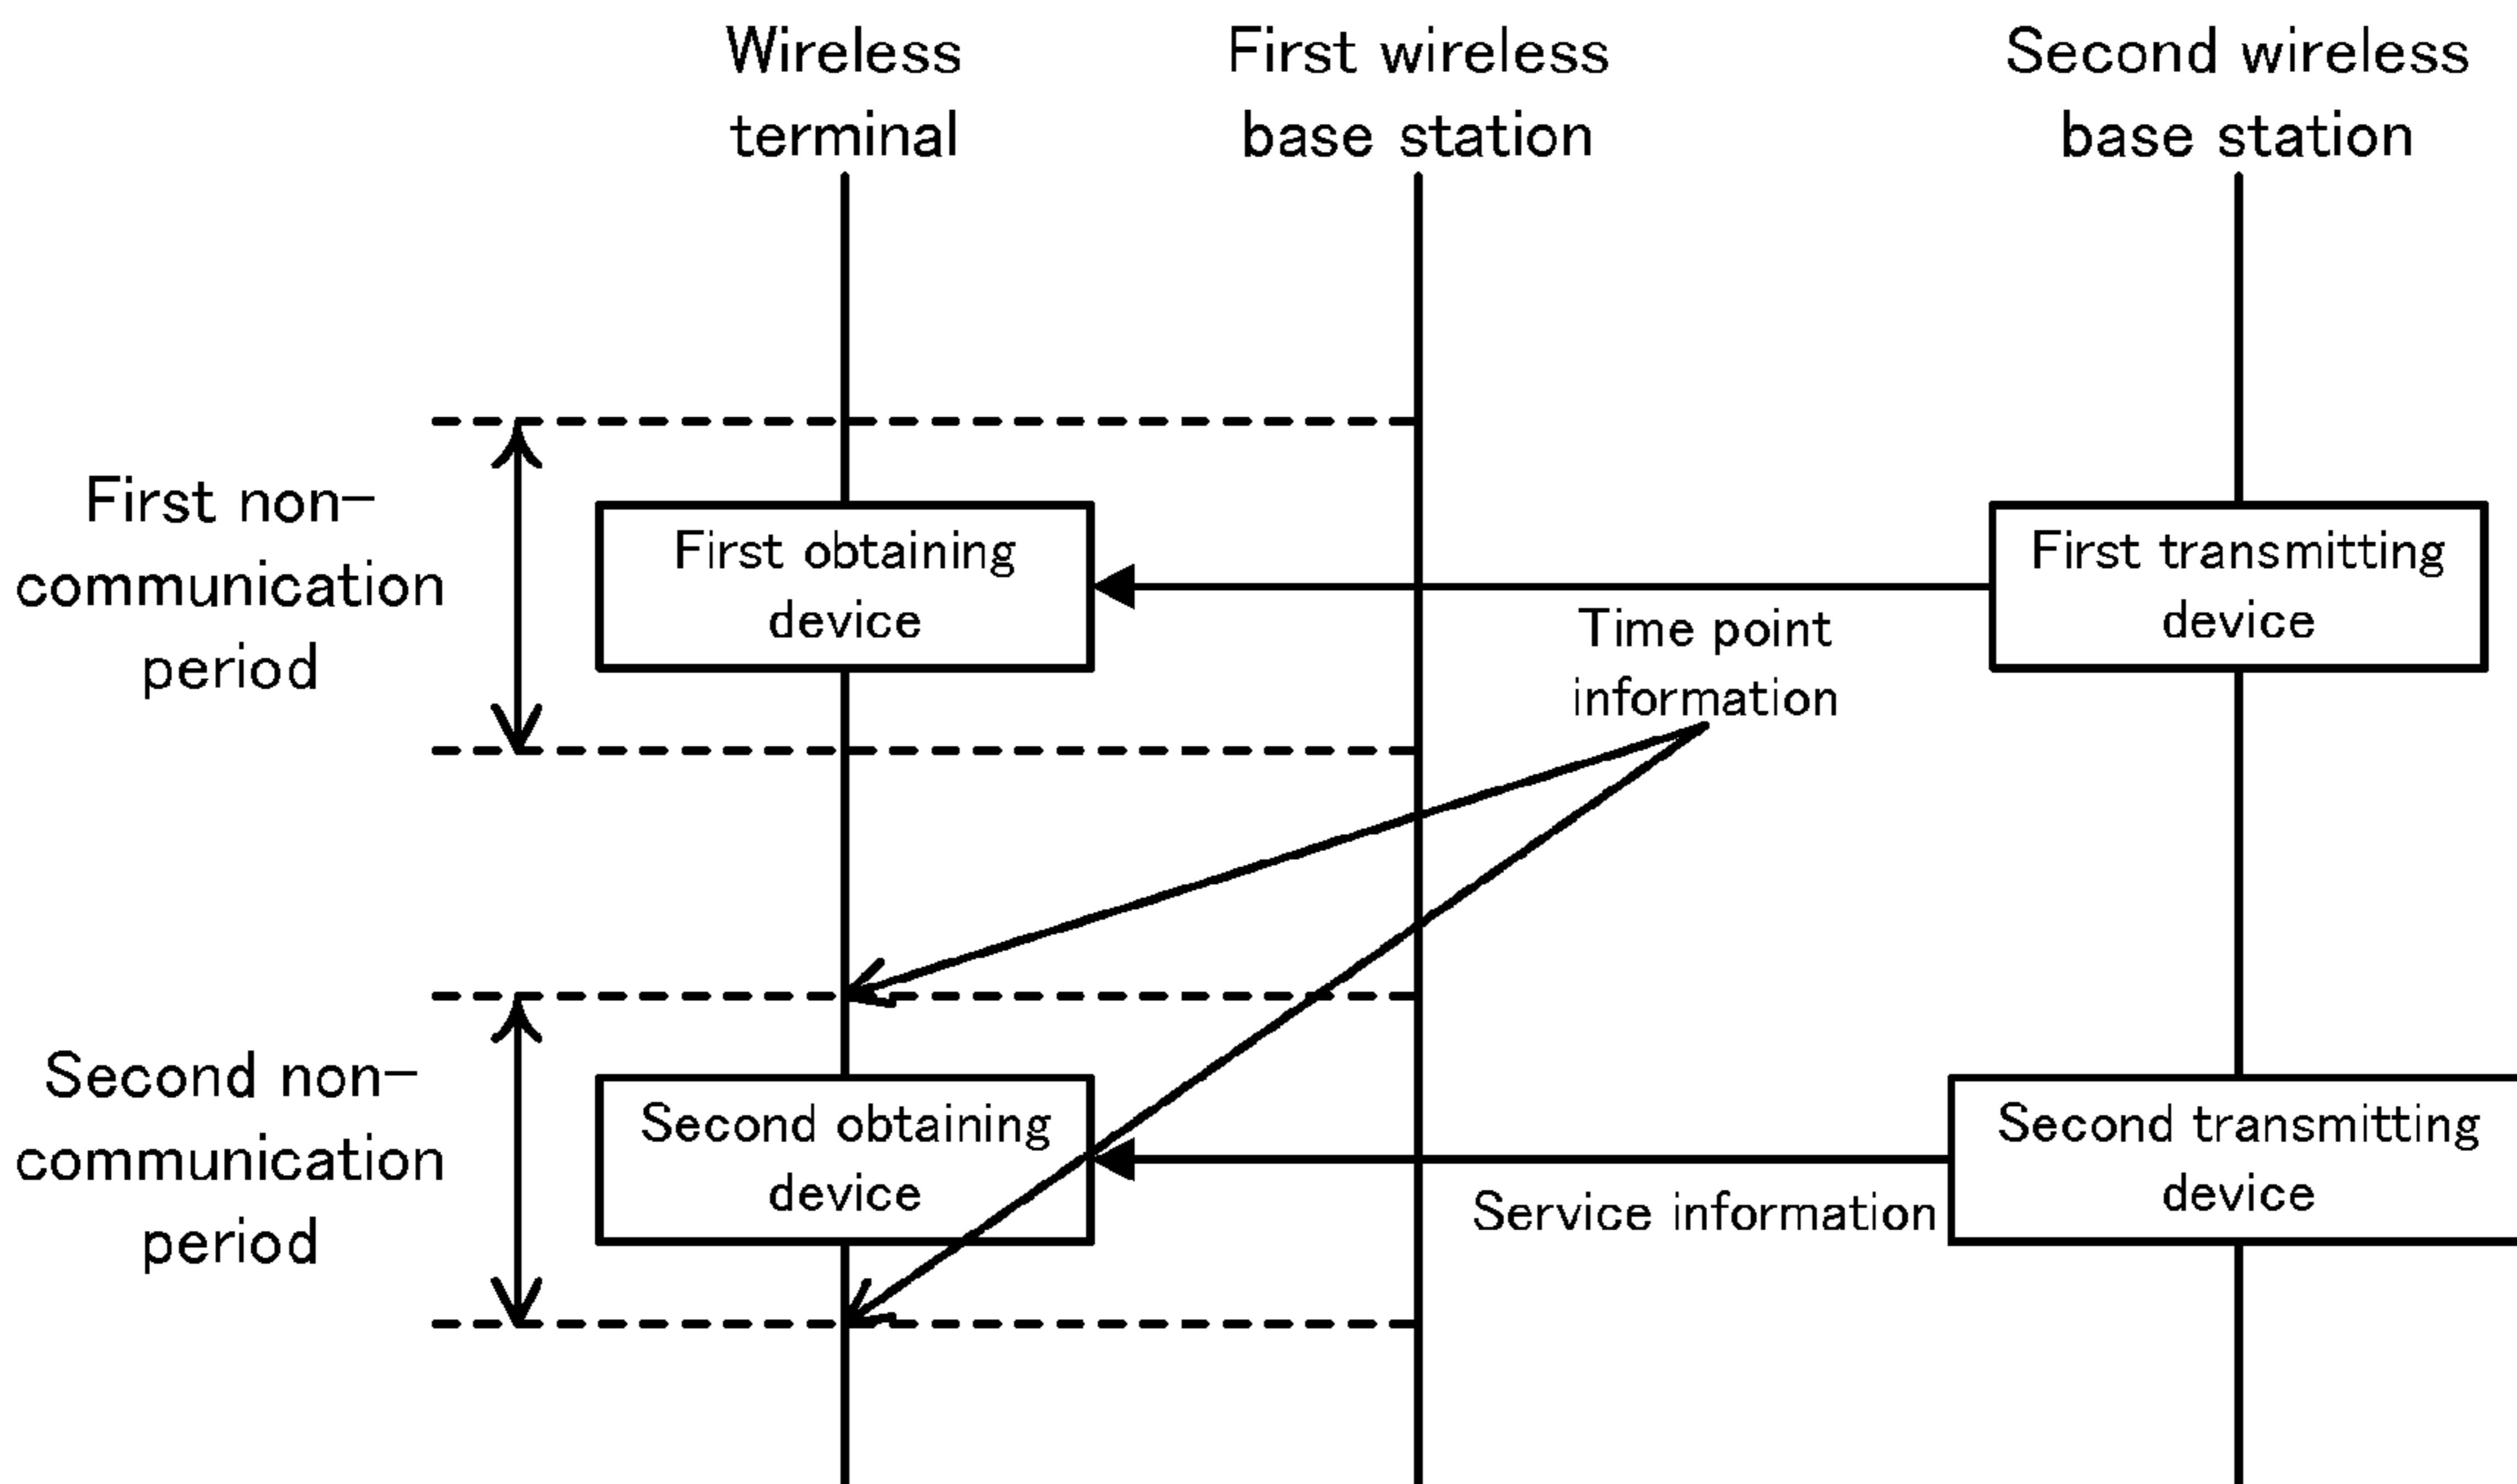 Wireless
terminal
First wireless
base station
Second wireless
base station
First non-
communication
period
First obtaining
device
First transmitting
device
Time point
information
Second non-
communication
period
Second obtaining
device
Second transmitting
device
Service information